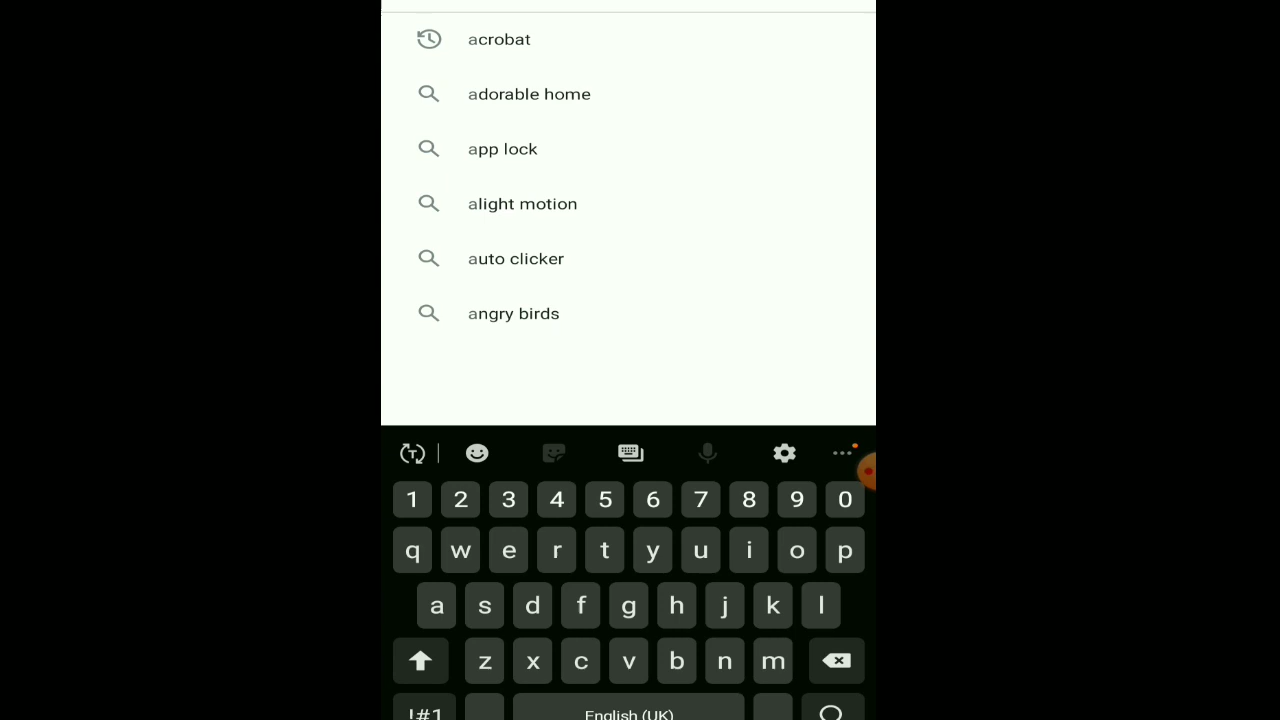 acrobat
adorable home
app lock
alight motion
auto clicker
angry birds
1 2 3 4 5 6 7 8 9 0
q w e r t y u i o p
a s d f g h j k l
z x c v b n m
!#1 English (UK)